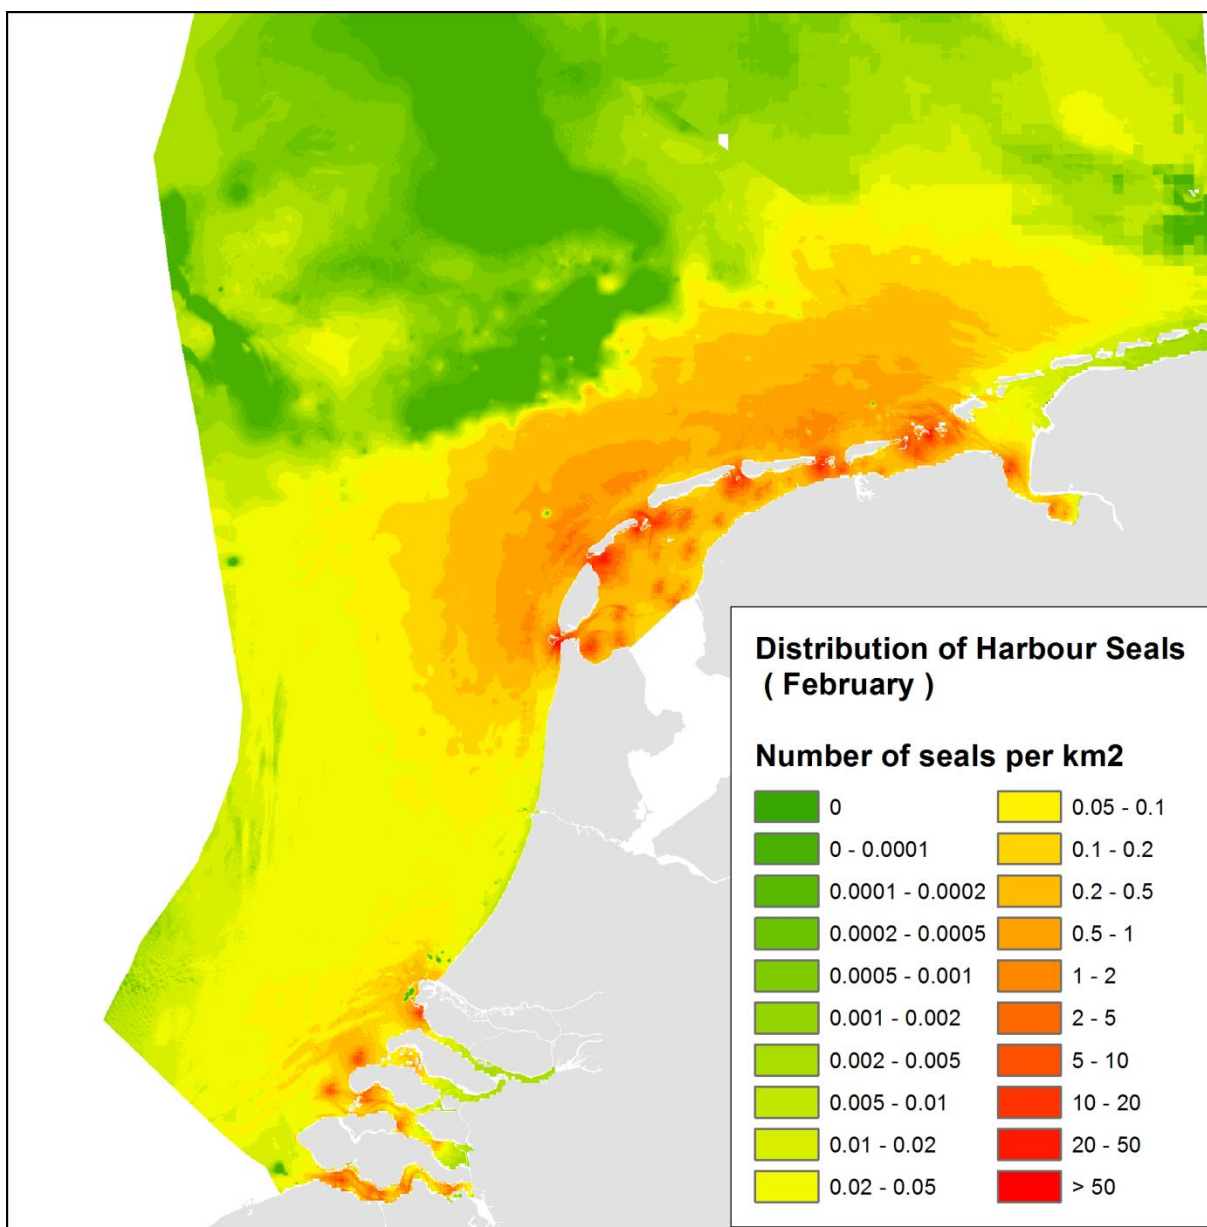 Distribution of Harbour Seals
( February )
Number of seals per km2
0
0 - 0.0001
0.0001 - 0.0002
0.0002 - 0.0005
0.0005 - 0.001
0.001 - 0.002
0.002 - 0.005
0.005 - 0.01
0.01 - 0.02
0.02 - 0.05
0.05 - 0.1
0.1 - 0.2
0.2 - 0.5
0.5 - 1
1 - 2
2 - 5
5 - 10
10 - 20
20 - 50
> 50